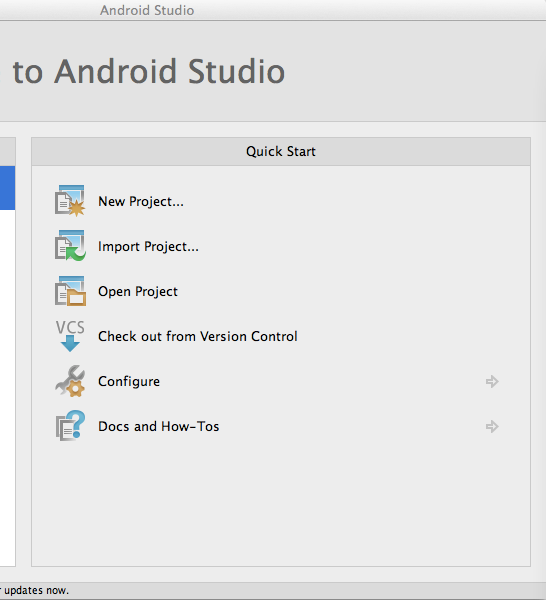 Android Studio
to Android Studio
Quick Start
New Project...
Import Project...
Open Project
VCS
Check out from Version Control
Configure
?
Docs and How-Tos
updates now.